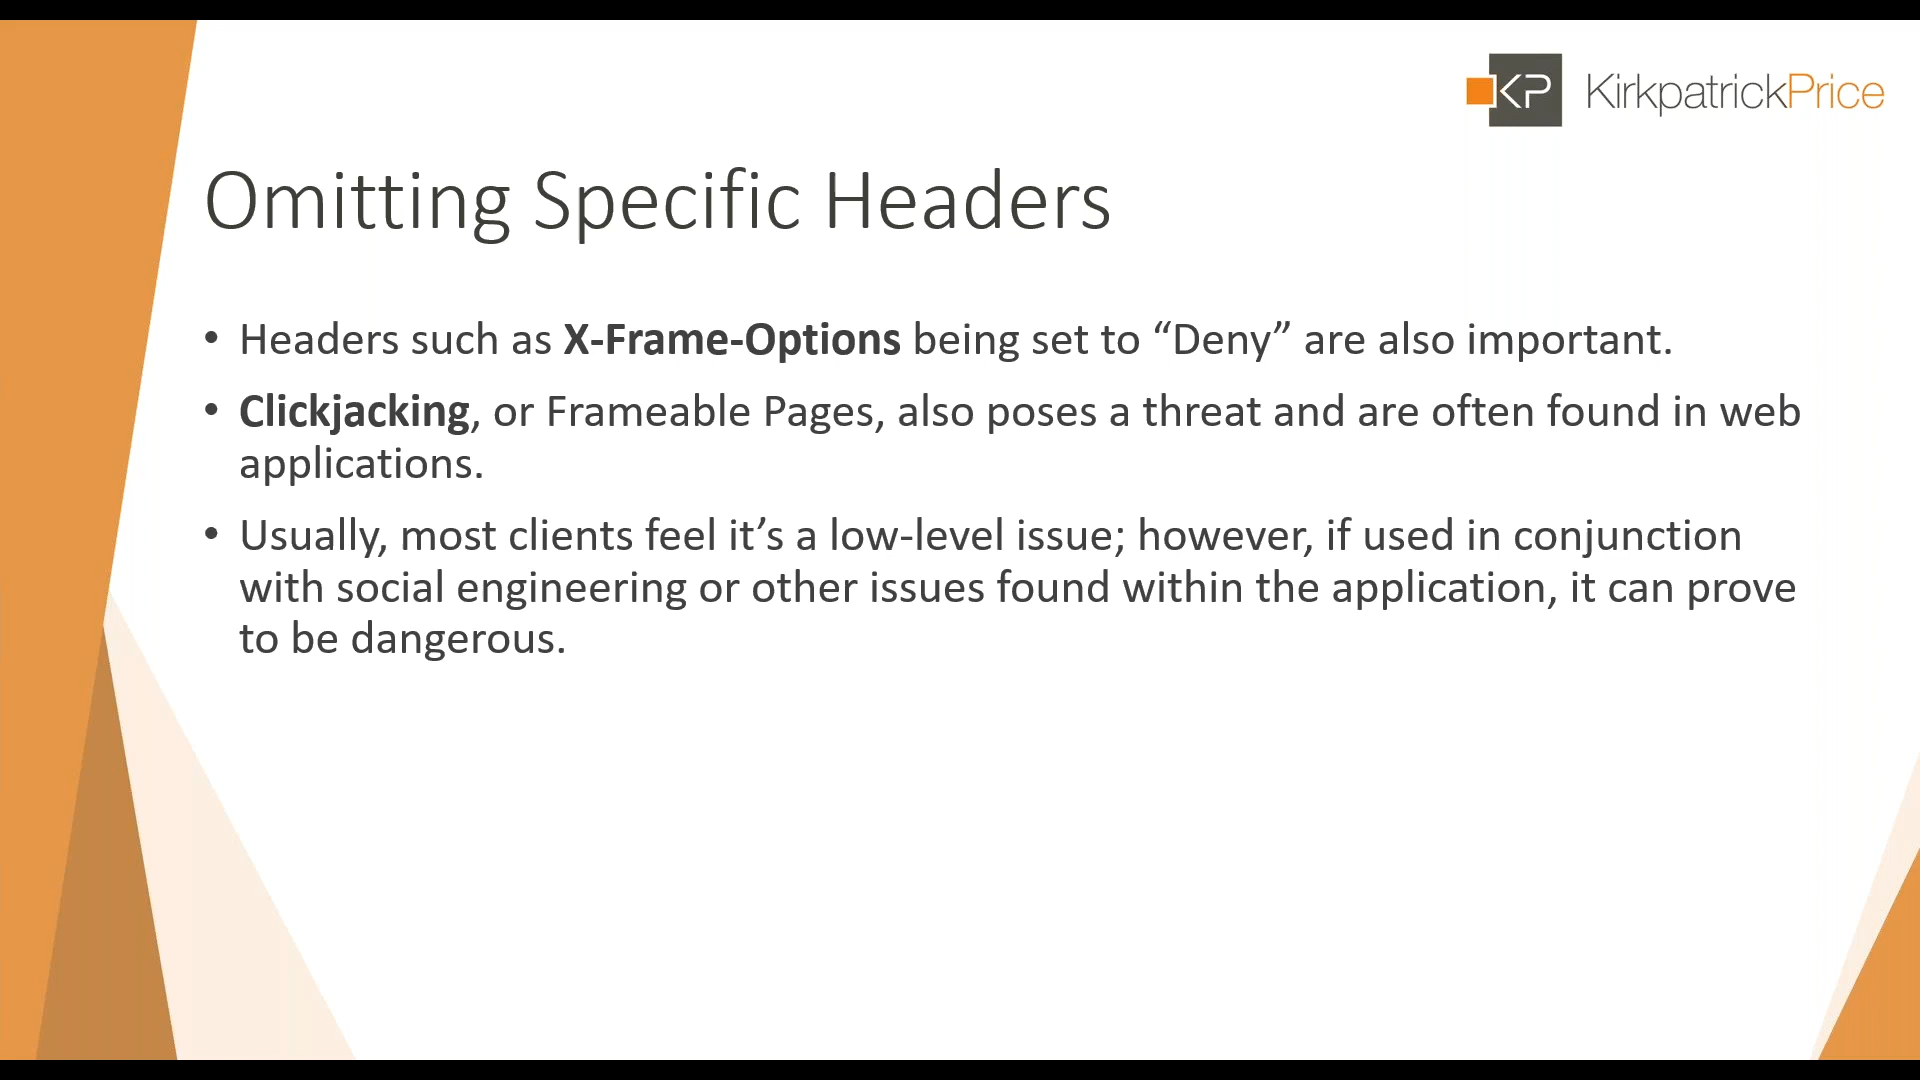 KP KirkpatrickPrice
Omitting Specific Headers
• Headers such as X-Frame-Options being set to “Deny” are also important.
• Clickjacking, or Frameable Pages, also poses a threat and are often found in web
applications.
• Usually, most clients feel it’s a low-level issue; however, if used in conjunction
with social engineering or other issues found within the application, it can prove
to be dangerous.